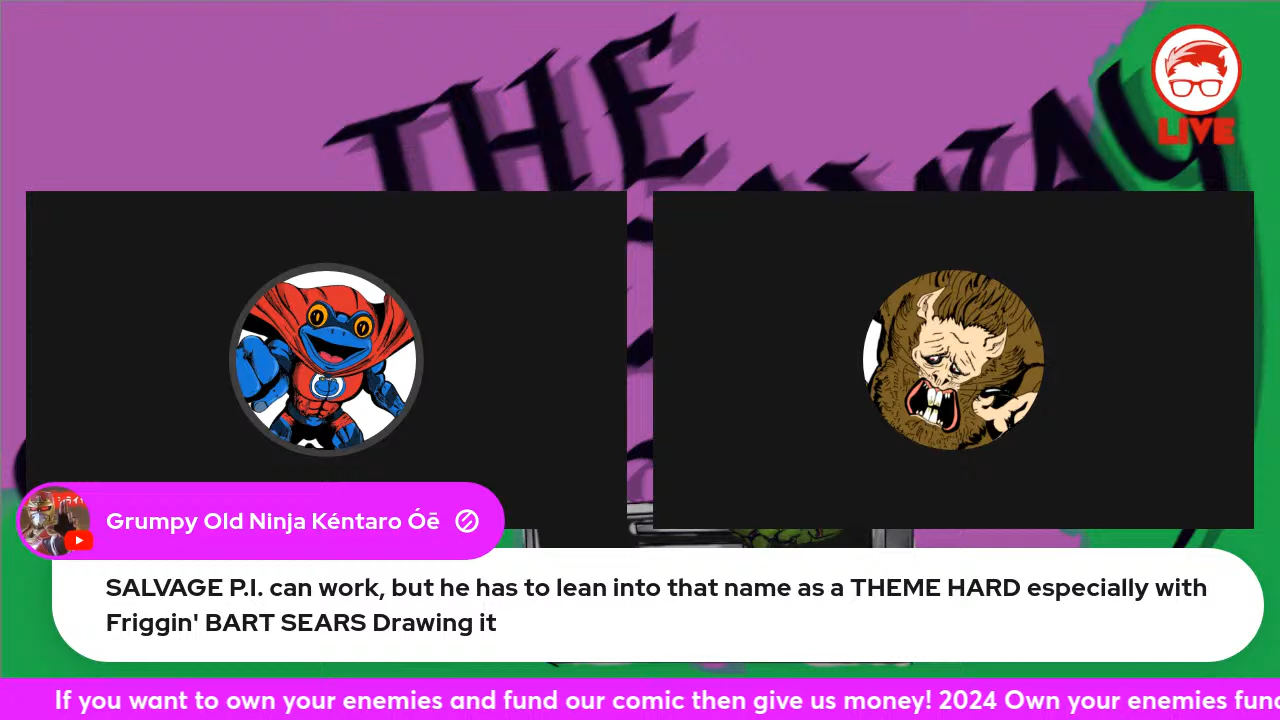 THE
LIVE
Grumpy Old Ninja Kéntaro Óē
SALVAGE P.I. can work, but he has to lean into that name as a THEME HARD especially with
Friggin' BART SEARS Drawing it
If you want to own your enemies and fund our comic then give us money! 2024 Own your enemies fund